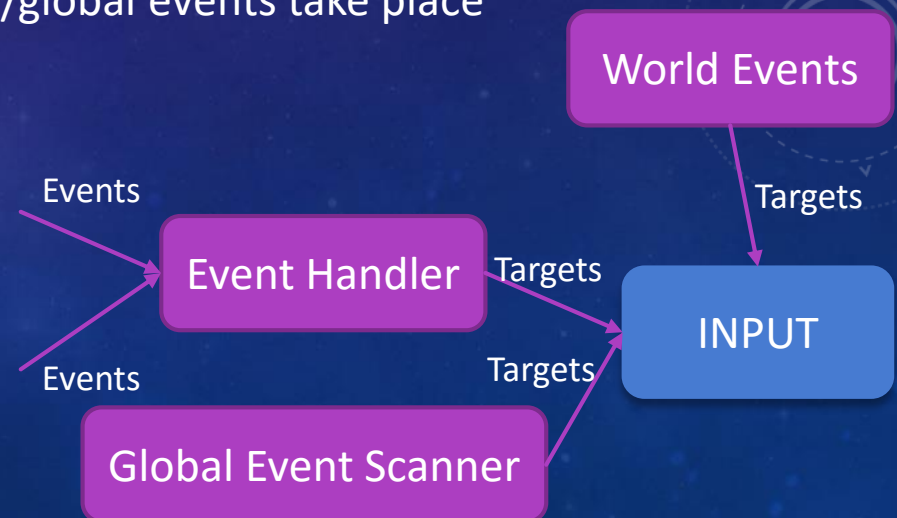 /global events take place
World Events
Events
Targets
Event Handler
Targets
INPUT
Targets
Events
Global Event Scanner